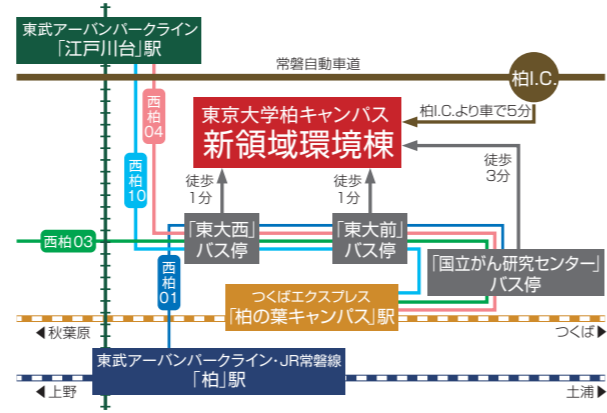 東武アーバンパークライン
「江戸川台」駅
常磐自動車道
柏I.C.
西柏04
東京大学柏キャンパス
新領域環境棟
柏I.C.より車で5分
西柏10
徒歩
1分
徒歩
1分
徒歩
3分
西柏03
「東大西」
バス停
「東大前」
バス停
「国立がん研究センター」
バス停
西柏01
つくばエクスプレス
「柏の葉キャンパス」駅
◀秋葉原
つくば▶
東武アーバンパークライン・JR常磐線
「柏」駅
◀上野
土浦▶